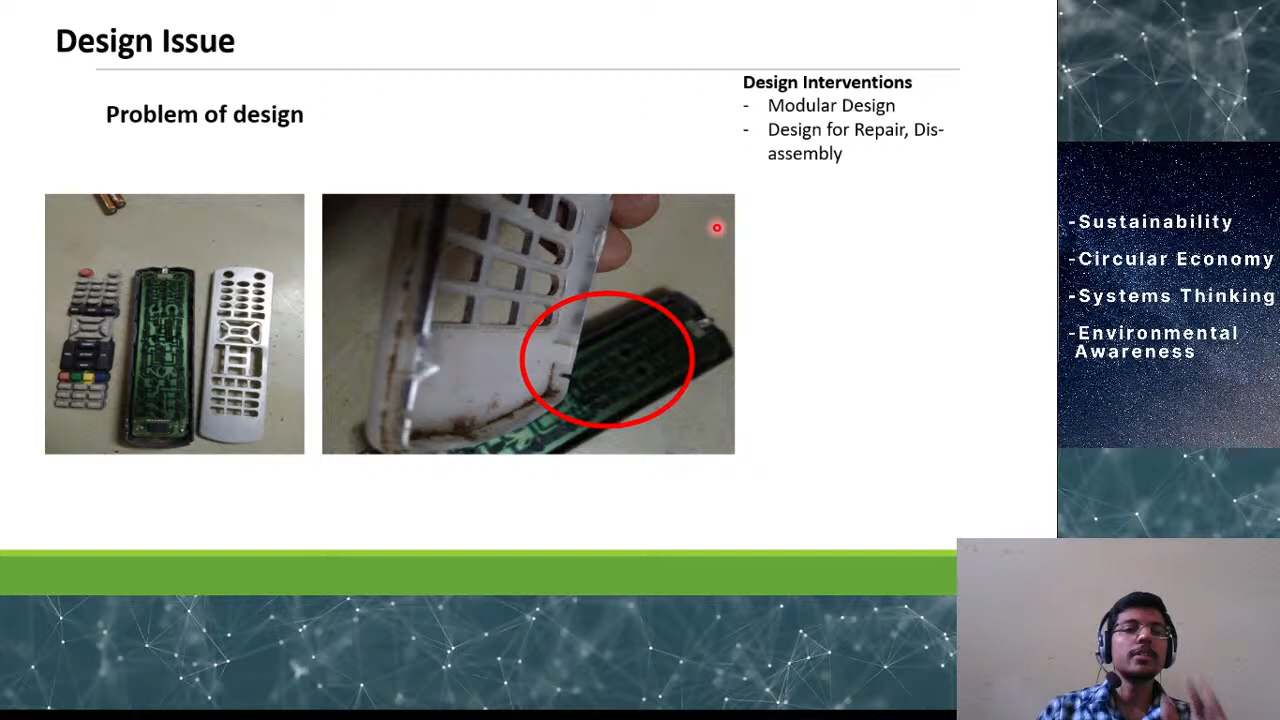 Design Issue
Problem of design
Design Interventions
- Modular Design
- Design for Repair, Dis-
assembly
-Sustainability
-Circular Economy
-Systems Thinking
-Environmental
Awareness